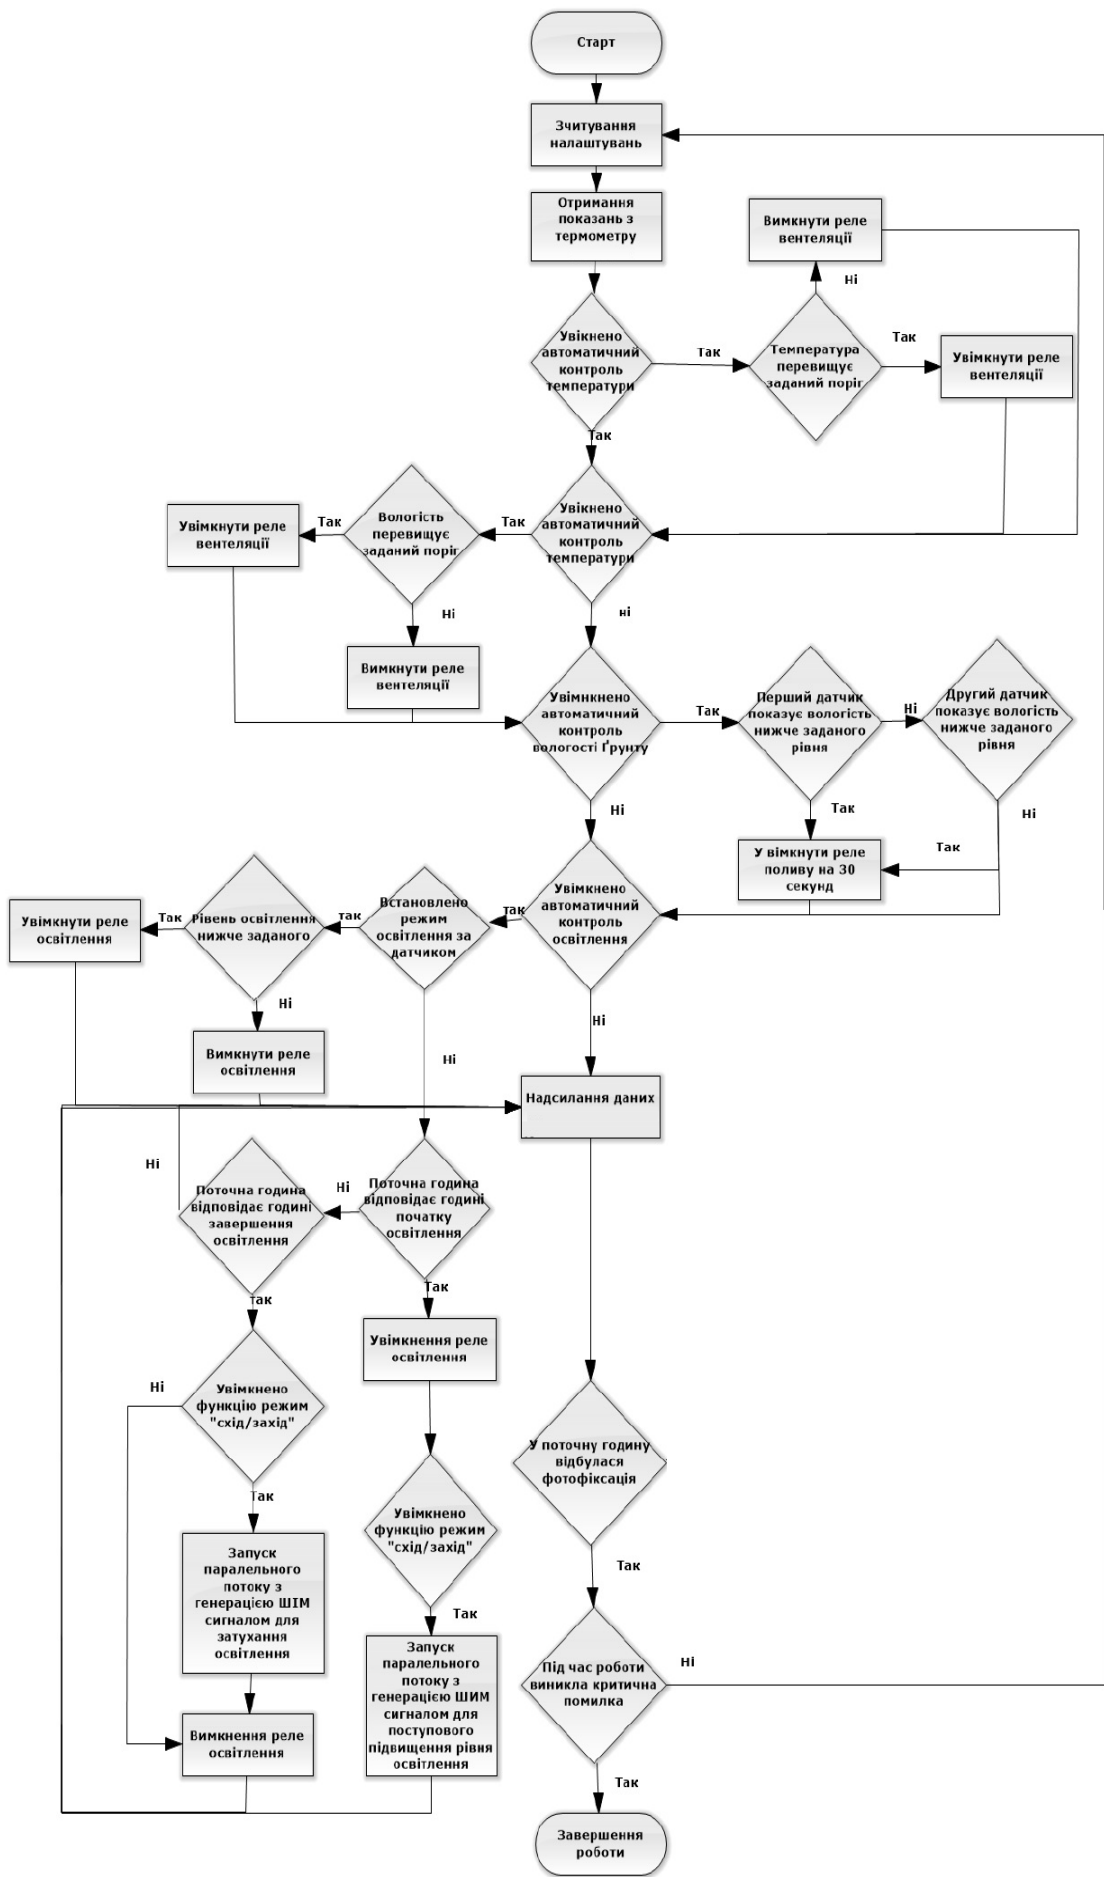 Старт
Зчитування
налаштувань
Отримання
показань з
термометру
Вимкнути реле
вентеляції
Ні
Увікнено
автоматичний
контроль
температури
Так
Температура
перевищує
заданий поріг
Так
Увімкнути реле
вентеляції
Так
Увікнено
автоматичний
контроль
температури
Так
Вологість
перевищує
заданий поріг
Так
Увімкнути реле
вентеляції
Ні
Вимкнути реле
вентеляції
ні
Увімнкнено
автоматичний
контроль
вологості ґрунту
Так
Перший датчик
показує вологість
нижче заданого
рівня
Ні
Другий датчик
показує вологість
нижче заданого
рівня
Так
Ні
Так
У вімкнути реле
поливу на 30
секунд
Ні
Увімкнено
автоматичний
контроль
освітлення
так
Встановлено
режим
освітлення за
датчиком
так
Рівень освітлення
нижче заданого
Так
Увімкнути реле
освітлення
Ні
Вимкнути реле
освітлення
Ні
Ні
Надсилання даних
Поточна година
відповідає годині
початку
освітлення
Ні
Поточна година
відповідає годині
завершення
освітлення
Ні
Так
Увімкнення реле
освітлення
так
Увімкнено
функцію режим
"схід/захід"
Ні
Так
Запуск
паралельного
потоку з
генерацією ШІМ
сигналом для
затухання
освітлення
Вимкнення реле
освітлення
Увімкнено
функцію режим
"схід/захід"
Так
Запуск
паралельного
потоку з
генерацією ШИМ
сигналом для
поступового
підвищення рівня
освітлення
У поточну годину
відбулася
фотофіксація
Так
Під час роботи
виникла критична
помилка
Ні
Так
Завершення
роботи